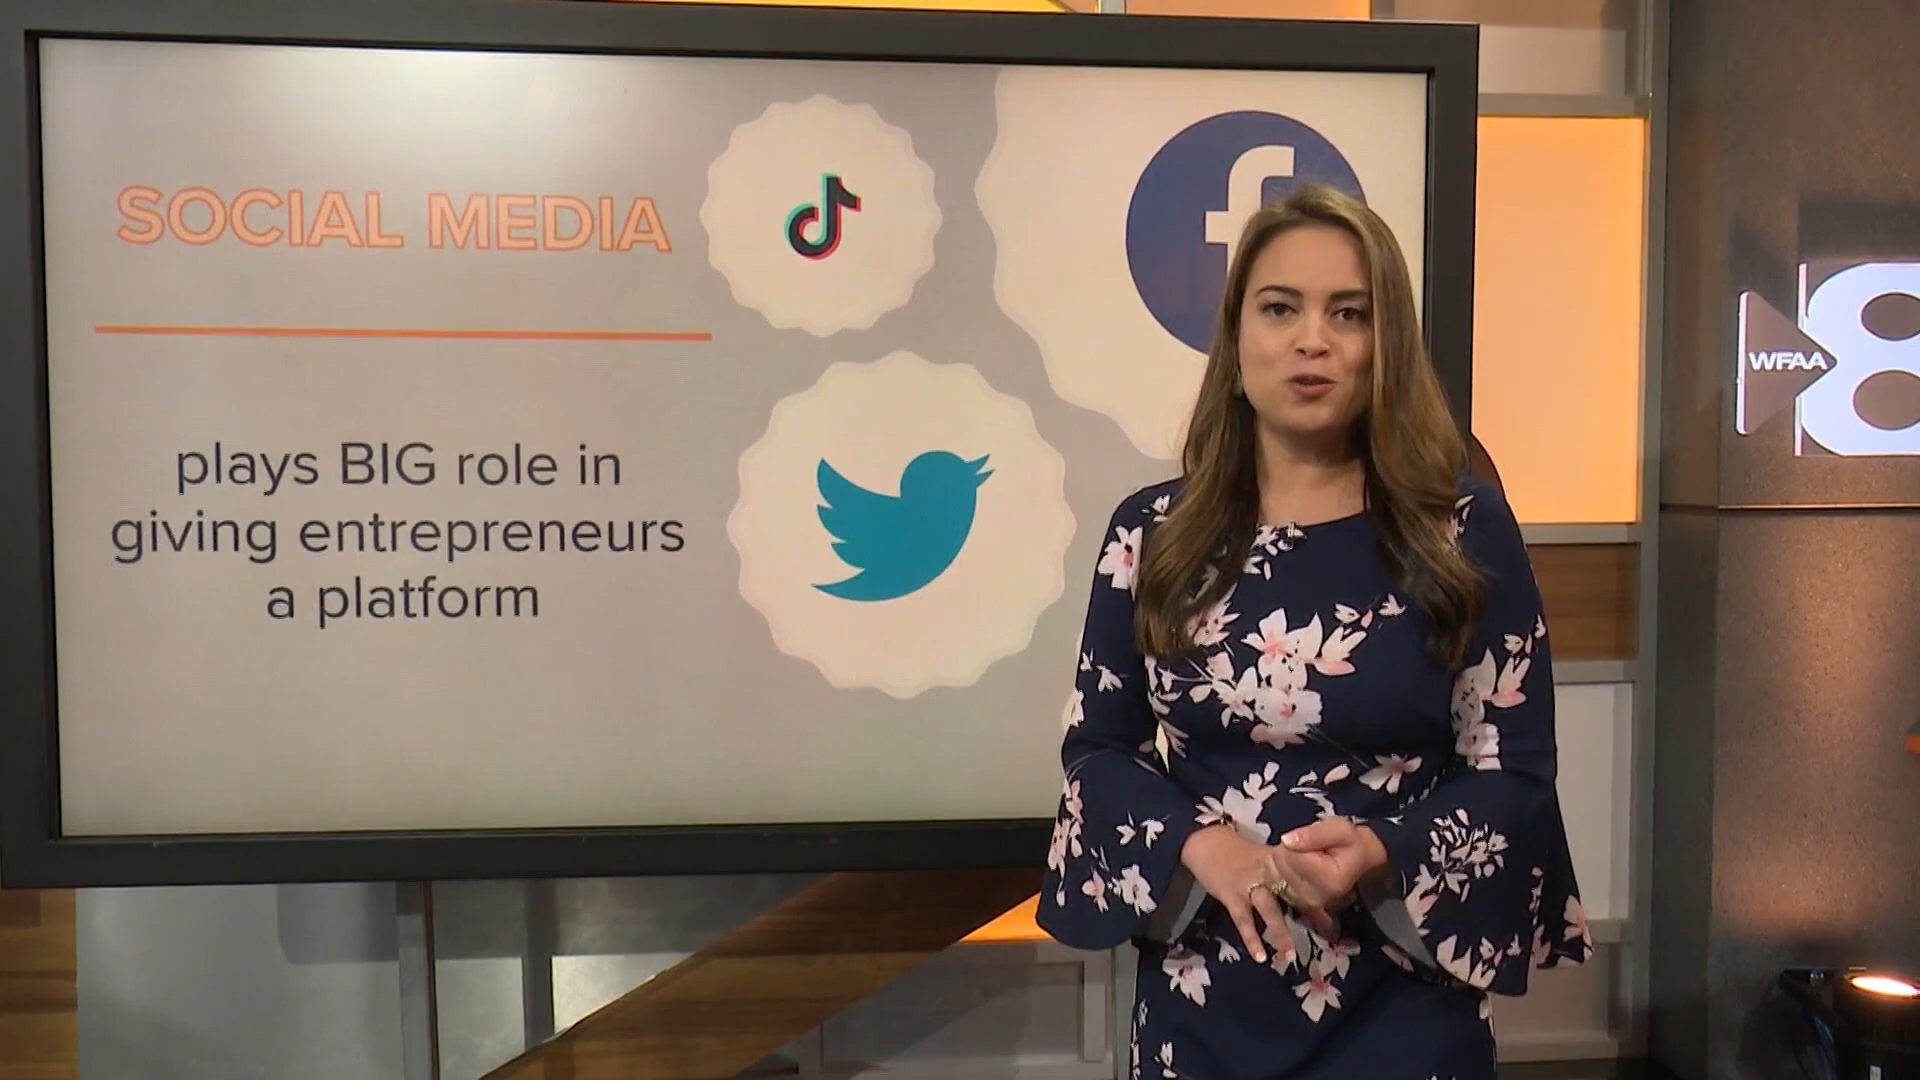 SOCIAL MEDIA
plays BIG role in
giving entrepreneurs
a platform
f
WFAA
8